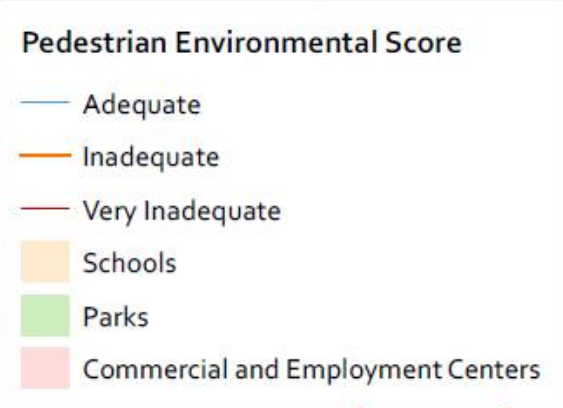 Pedestrian Environmental Score
Adequate
Inadequate
Very Inadequate
Schools
Parks
Commercial and Employment Centers